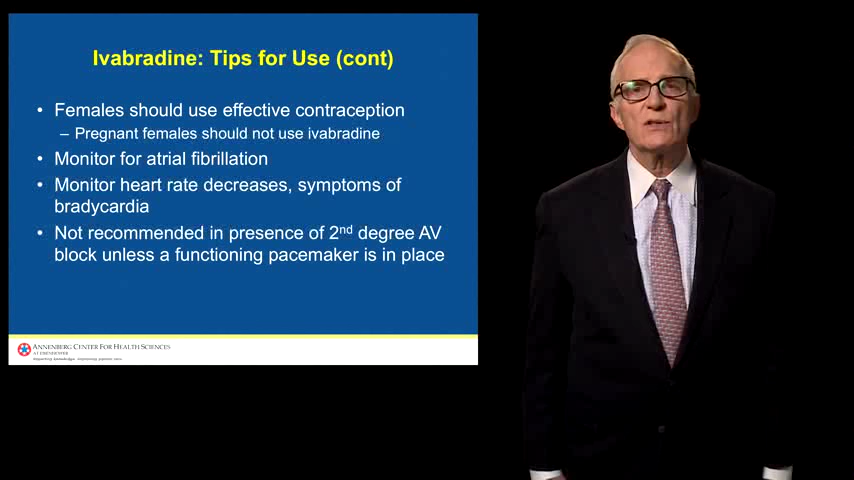 Ivabradine: Tips for Use (cont)
• Females should use effective contraception
– Pregnant females should not use ivabradine
• Monitor for atrial fibrillation
• Monitor heart rate decreases, symptoms of
bradycardia
• Not recommended in presence of 2nd degree AV
block unless a functioning pacemaker is in place
ANNENBERG CENTER FOR HEALTH SCIENCES
AT EISENHOWER